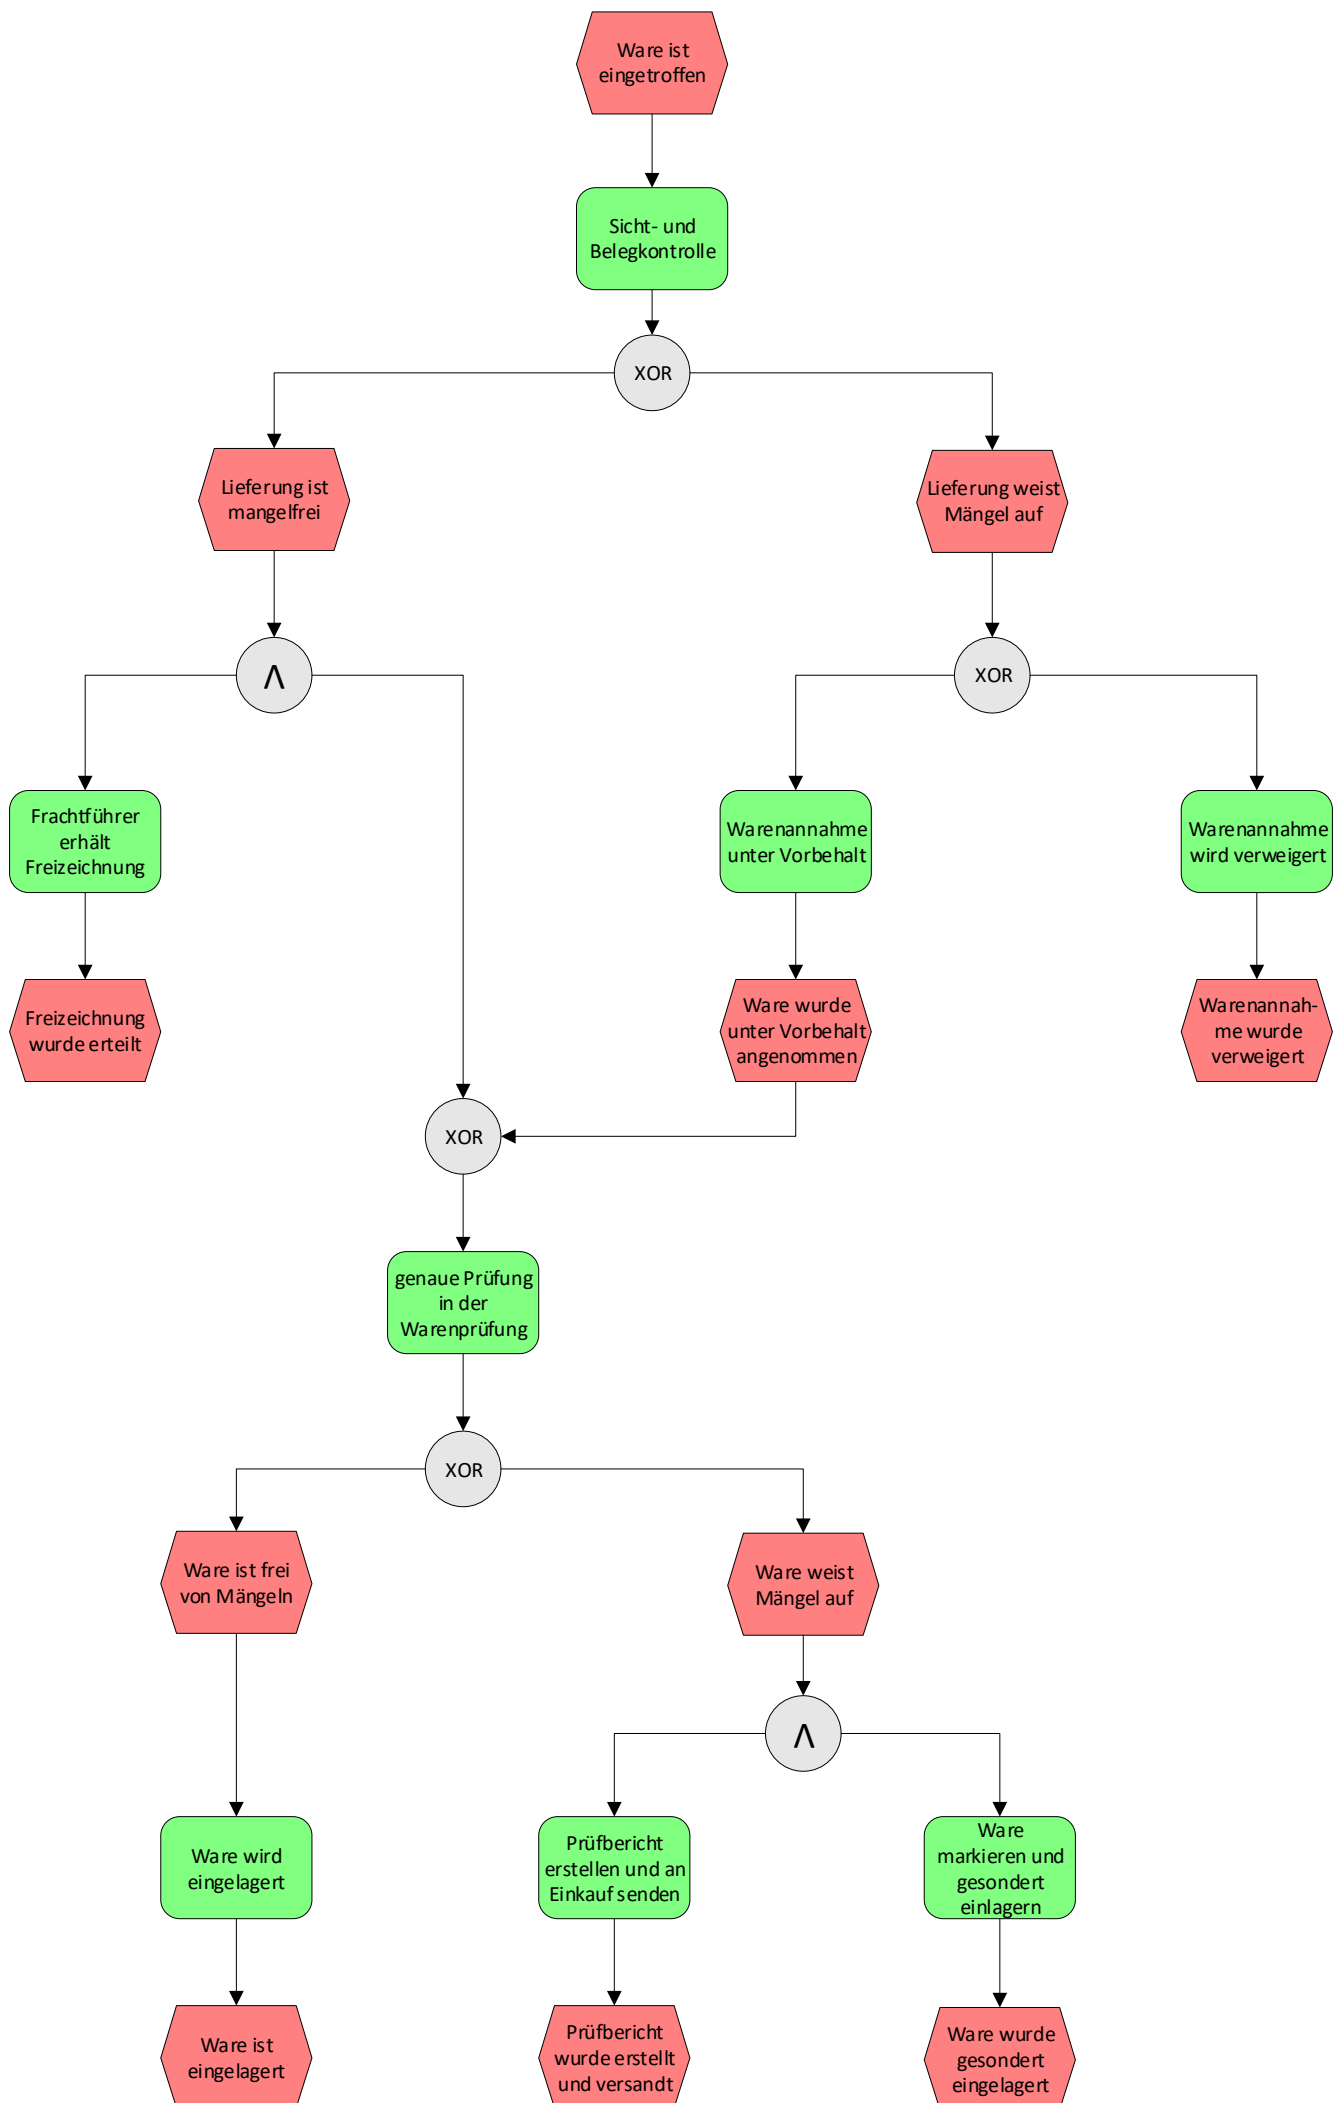 Ware ist
eingetroffen
Sicht- und
Belegkontrolle
XOR
Lieferung ist
mangelfrei
Lieferung weist
Mängel auf
Λ
XOR
Frachtführer
erhält
Freizeichnung
Warenannahme
unter Vorbehalt
Warenannahme
wird verweigert
Freizeichnung
wurde erteilt
Ware wurde
unter Vorbehalt
angenommen
Warenannah-
me wurde
verweigert
XOR
genaue Prüfung
in der
Warenprüfung
XOR
Ware ist frei
von Mängeln
Ware weist
Mängel auf
Λ
Ware wird
eingelagert
Prüfbericht
erstellen und an
Einkauf senden
Ware
markieren und
gesondert
einlagern
Ware ist
eingelagert
Prüfbericht
wurde erstellt
und versandt
Ware wurde
gesondert
eingelagert